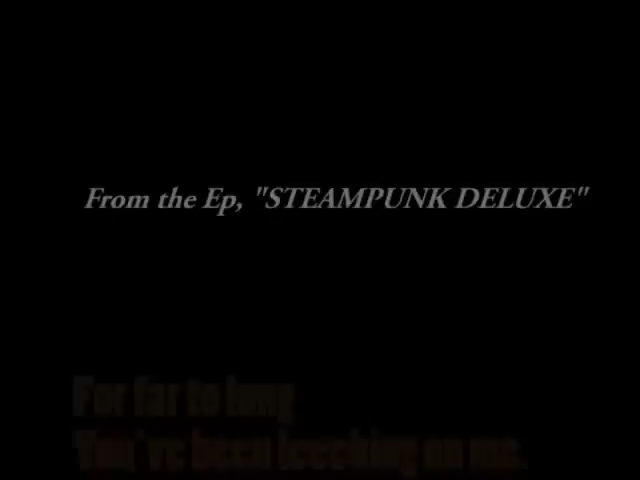 From the Ep, "STEAMPUNK DELUXE"
For far to long
You've been leeching on me.